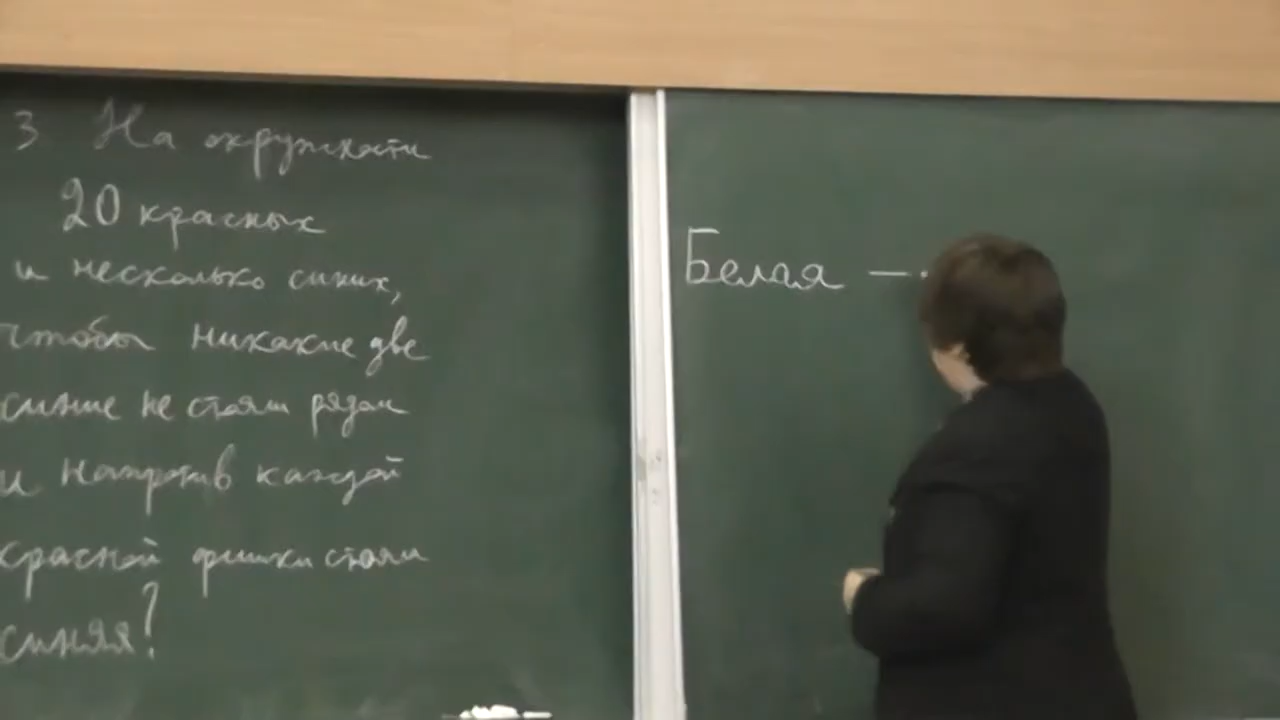 3 На окружности
20 красных
и несколько синих,
чтобы никакие две
синие не стояли рядом
и напротив каждой
красной фишки стояла
синяя?
Белая —